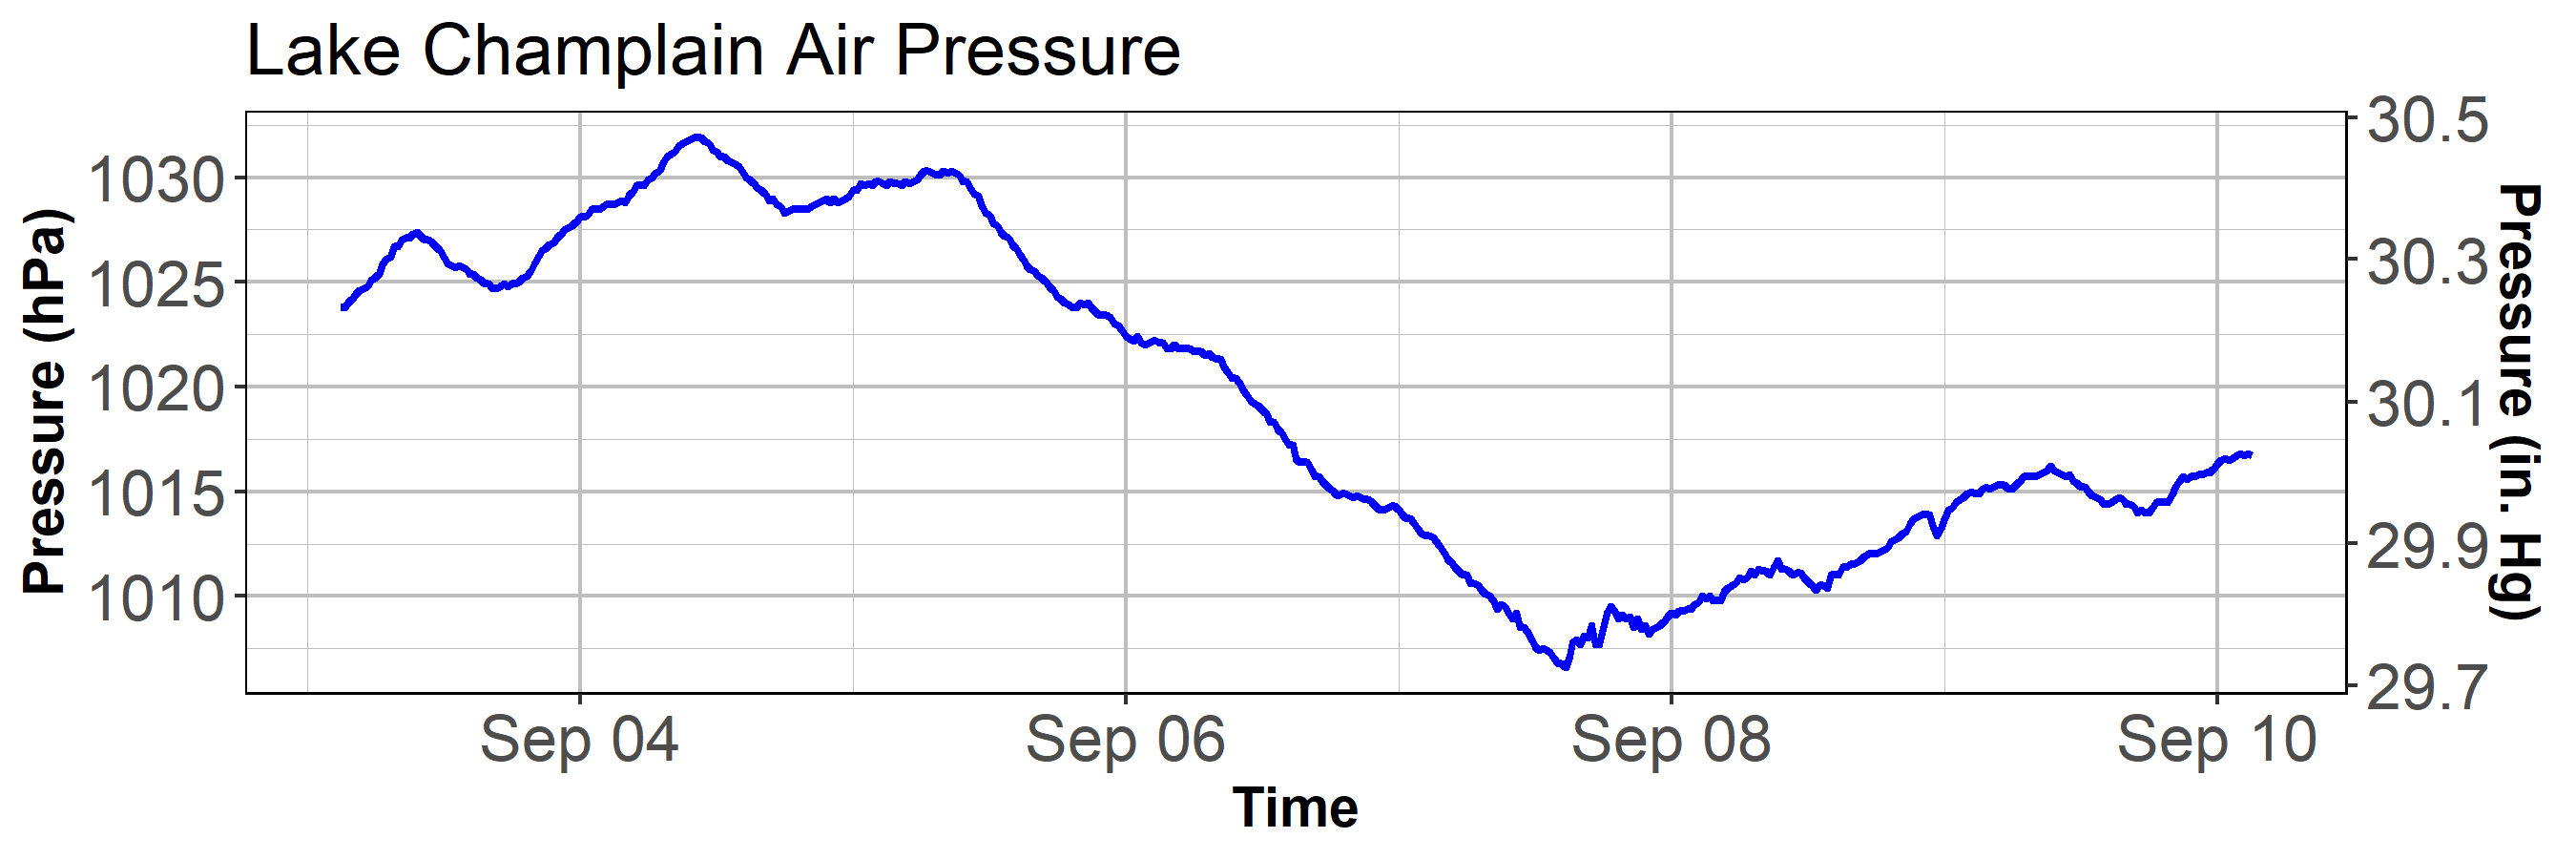 Lake Champlain Air Pressure
Pressure (hPa)
1030
1025
1020
1015
1010
30.5
30.3
30.1
29.9
29.7
Pressure (in. Hg)
Sep 04
Sep 06
Sep 08
Sep 10
Time